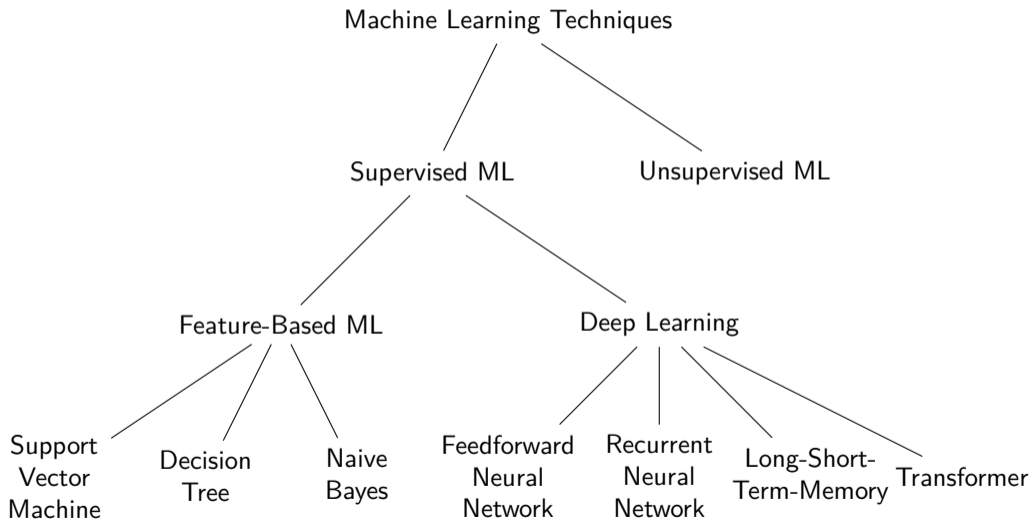 Machine Learning Techniques
Supervised ML
Unsupervised ML
Feature-Based ML
Deep Learning
Support
Vector
Machine
Decision
Tree
Naive
Bayes
Feedforward
Neural
Network
Recurrent
Neural
Network
Long-Short-
Term-Memory
Transformer